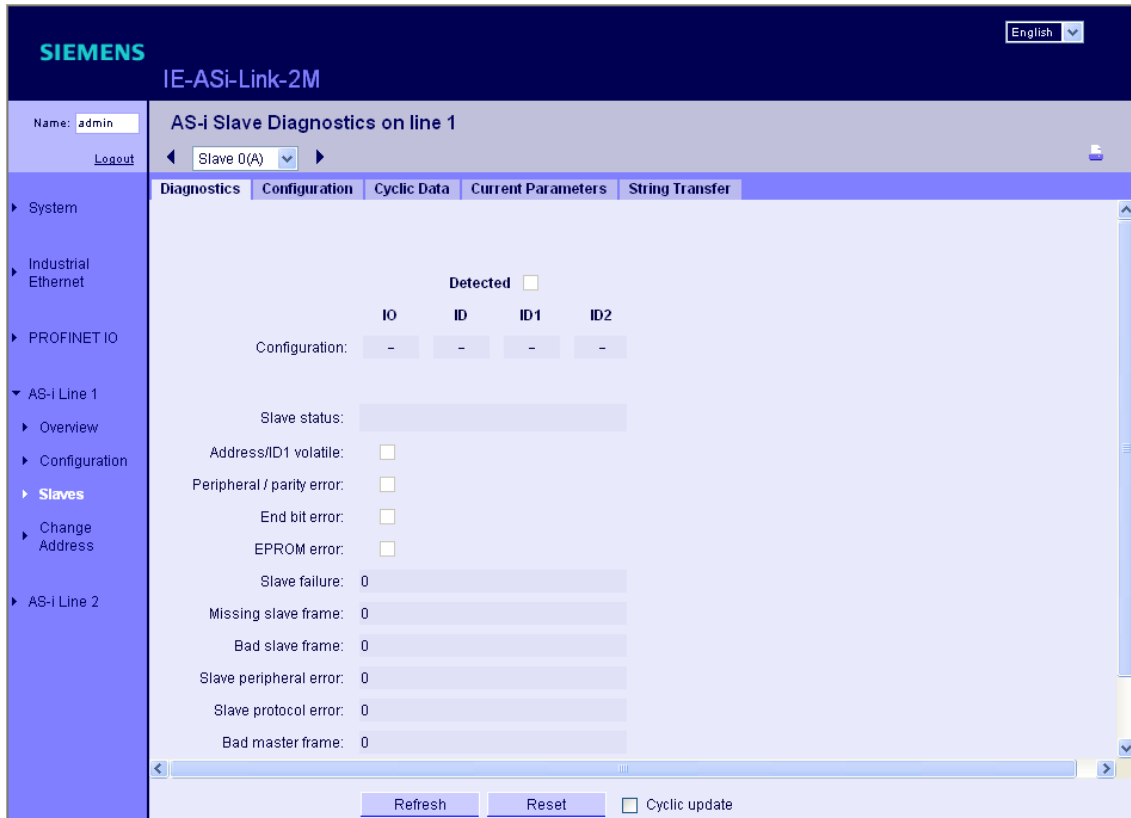 English
SIEMENS
IE-ASi-Link-2M
Name: admin
Logout
AS-i Slave Diagnostics on line 1
Slave 0(A)
Diagnostics Configuration Cyclic Data Current Parameters String Transfer
System
Industrial
Ethernet
PROFINET IO
AS-i Line 1
Overview
Configuration
Slaves
Change
Address
AS-i Line 2
Detected
IO ID ID1 ID2
Configuration: - - - -
Slave status:
Address/ID1 volatile:
Peripheral / parity error:
End bit error:
EPROM error:
Slave failure: 0
Missing slave frame: 0
Bad slave frame: 0
Slave peripheral error: 0
Slave protocol error: 0
Bad master frame: 0
Refresh Reset Cyclic update